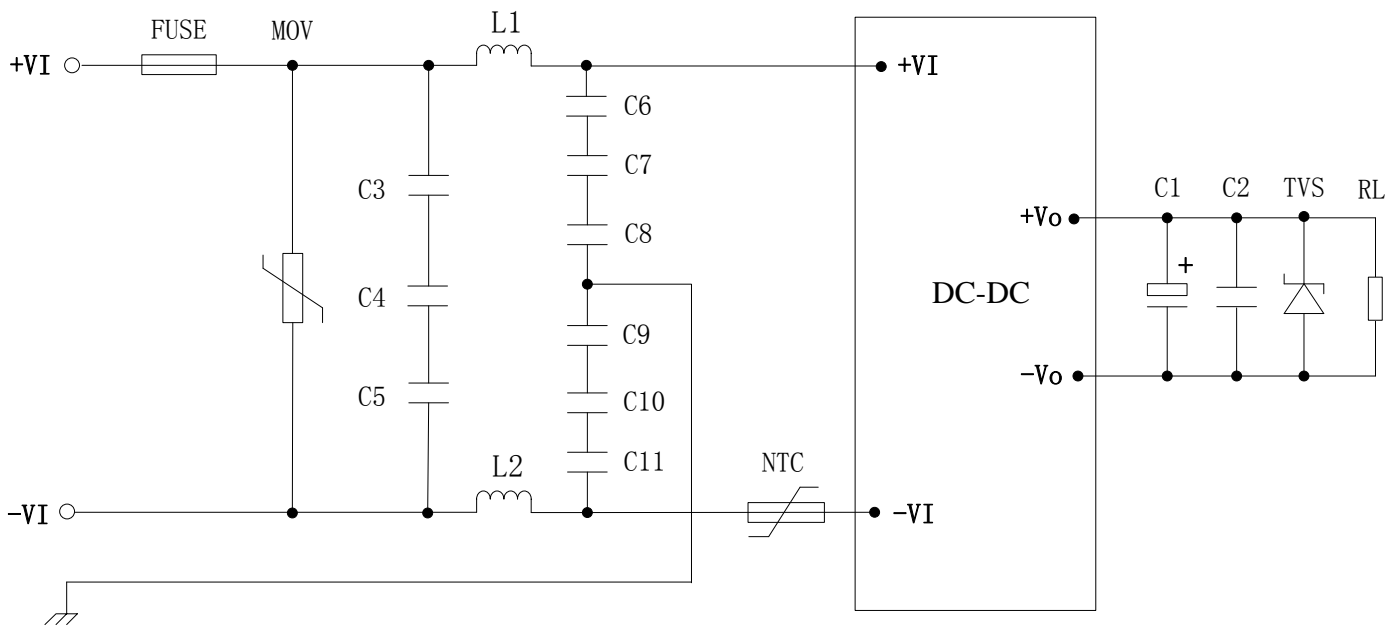 FUSE
MOV
L1
+VI
+VI
C6
C7
C3
C8
C1
C2
TVS
RL
+Vo
+
C4
DC-DC
C9
-Vo
C5
C10
L2
C11
NTC
-VI
-VI